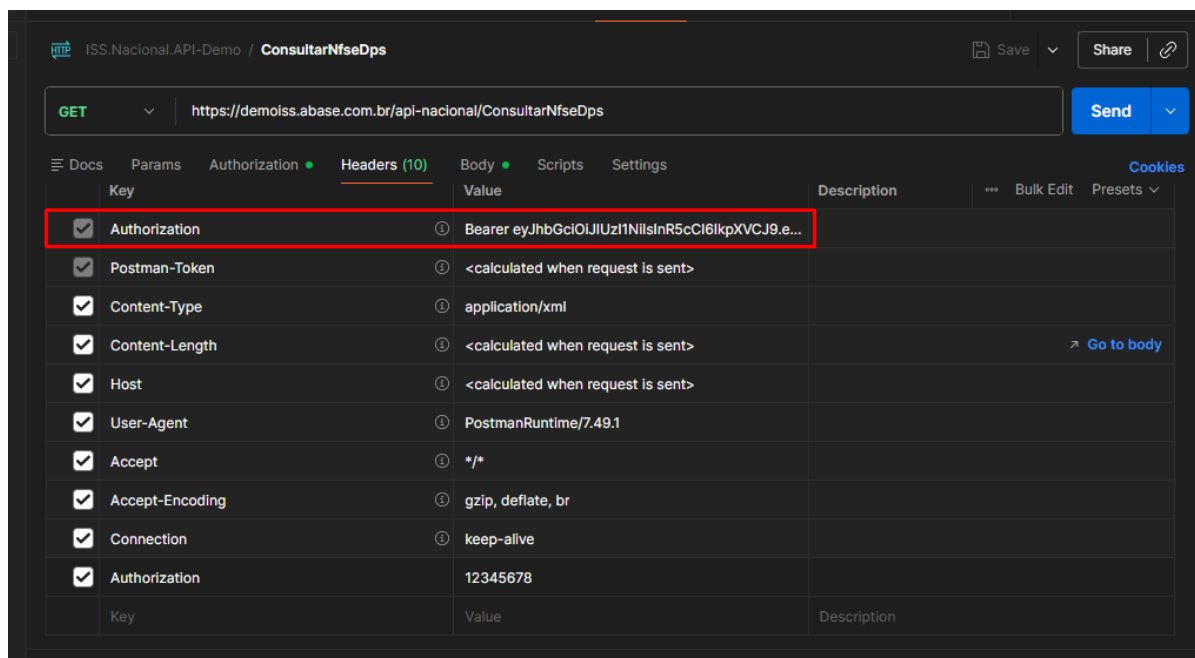 HTTP ISS.Nacional.API-Demo / ConsultarNfseDps Save Share
GET https://demoiss.abase.com.br/api-nacional/ConsultarNfseDps Send
Docs Params Authorization Headers (10) Body Scripts Settings Cookies
Key Value Description Bulk Edit Presets
Authorization Bearer eyJhbGciOiJIUzI1NiIsInR5cCI6IkpXVCJ9.e...
Postman-Token <calculated when request is sent>
Content-Type application/xml
Content-Length <calculated when request is sent> Go to body
Host <calculated when request is sent>
User-Agent PostmanRuntime/7.49.1
Accept */*
Accept-Encoding gzip, deflate, br
Connection keep-alive
Authorization 12345678
Key Value Description